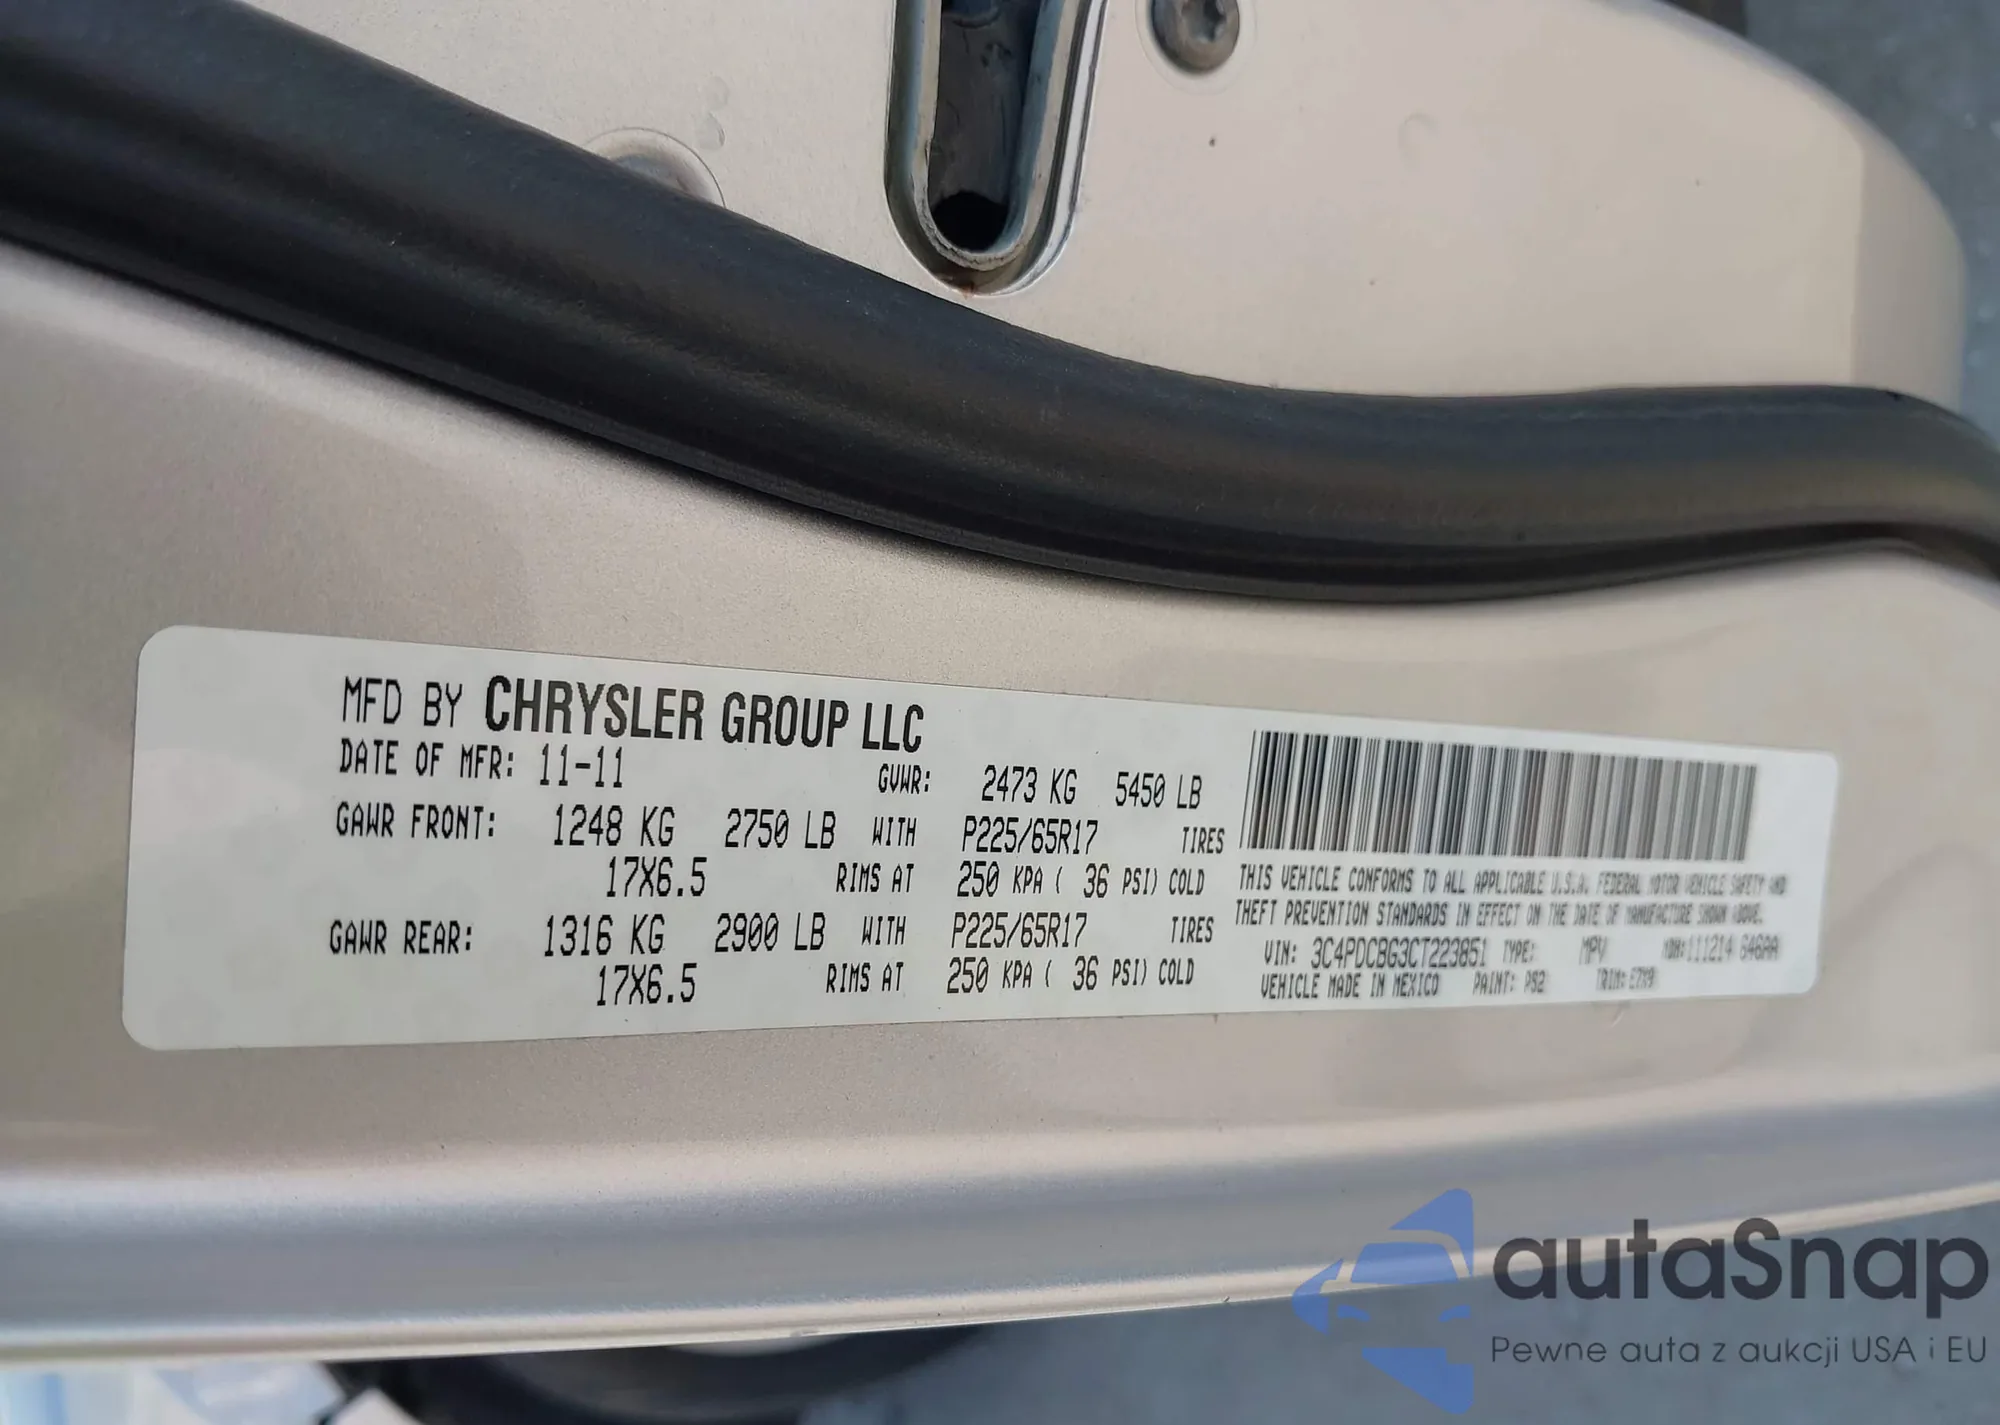 MFD BY CHRYSLER GROUP LLC
DATE OF MFR: 11-11 GVWR: 2473 KG 5450 LB
GAWR FRONT: 1248 KG 2750 LB WITH P225/65R17 TIRES
17X6.5 RIMS AT 250 KPA ( 36 PSI) COLD
GAWR REAR: 1316 KG 2900 LB WITH P225/65R17 TIRES
17X6.5 RIMS AT 250 KPA ( 36 PSI) COLD
THIS VEHICLE CONFORMS TO ALL APPLICABLE U.S.A. FEDERAL MOTOR VEHICLE SAFETY AND
THEFT PREVENTION STANDARDS IN EFFECT ON THE DATE OF MANUFACTURE SHOWN ABOVE.
VIN: 3C4PDCBG3CT223851 TYPE: MPV MDH:111214 646AA
VEHICLE MADE IN MEXICO PAINT: PS2 TRIM:
autaSnap
Pewne auta z aukcji USA i EU